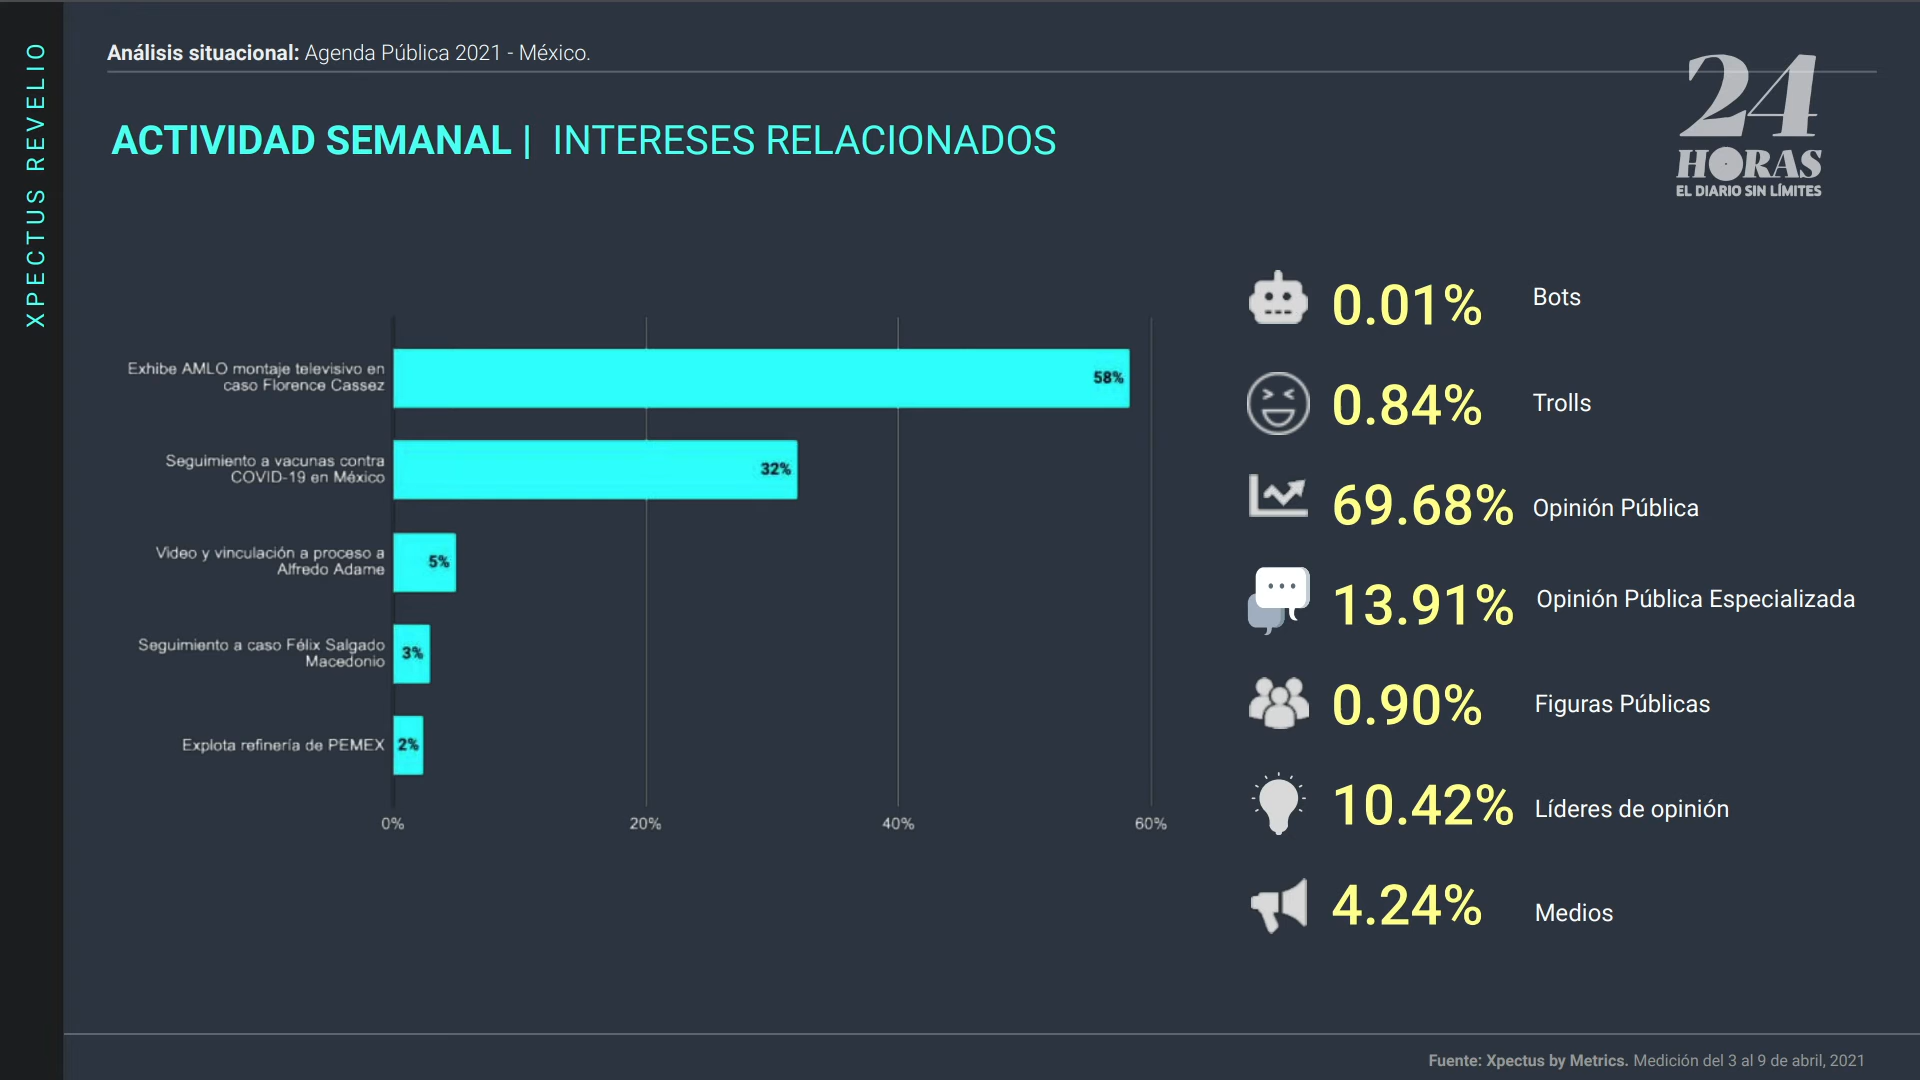 XPECTUS REVELIO
Análisis situacional: Agenda Pública 2021 - México.
24
HORAS
EL DIARIO SIN LÍMITES
ACTIVIDAD SEMANAL | INTERESES RELACIONADOS
Exhibe AMLO montaje televisivo en
caso Florence Cassez
58%
Seguimiento a vacunas contra
COVID-19 en México
32%
Video y vinculación a proceso a
Alfredo Adame
5%
Seguimiento a caso Félix Salgado
Macedonio
3%
Explota refinería de PEMEX
2%
0% 20% 40% 60%
0.01% Bots
0.84% Trolls
69.68% Opinión Pública
13.91% Opinión Pública Especializada
0.90% Figuras Públicas
10.42% Líderes de opinión
4.24% Medios
Fuente: Xpectus by Metrics. Medición del 3 al 9 de abril, 2021